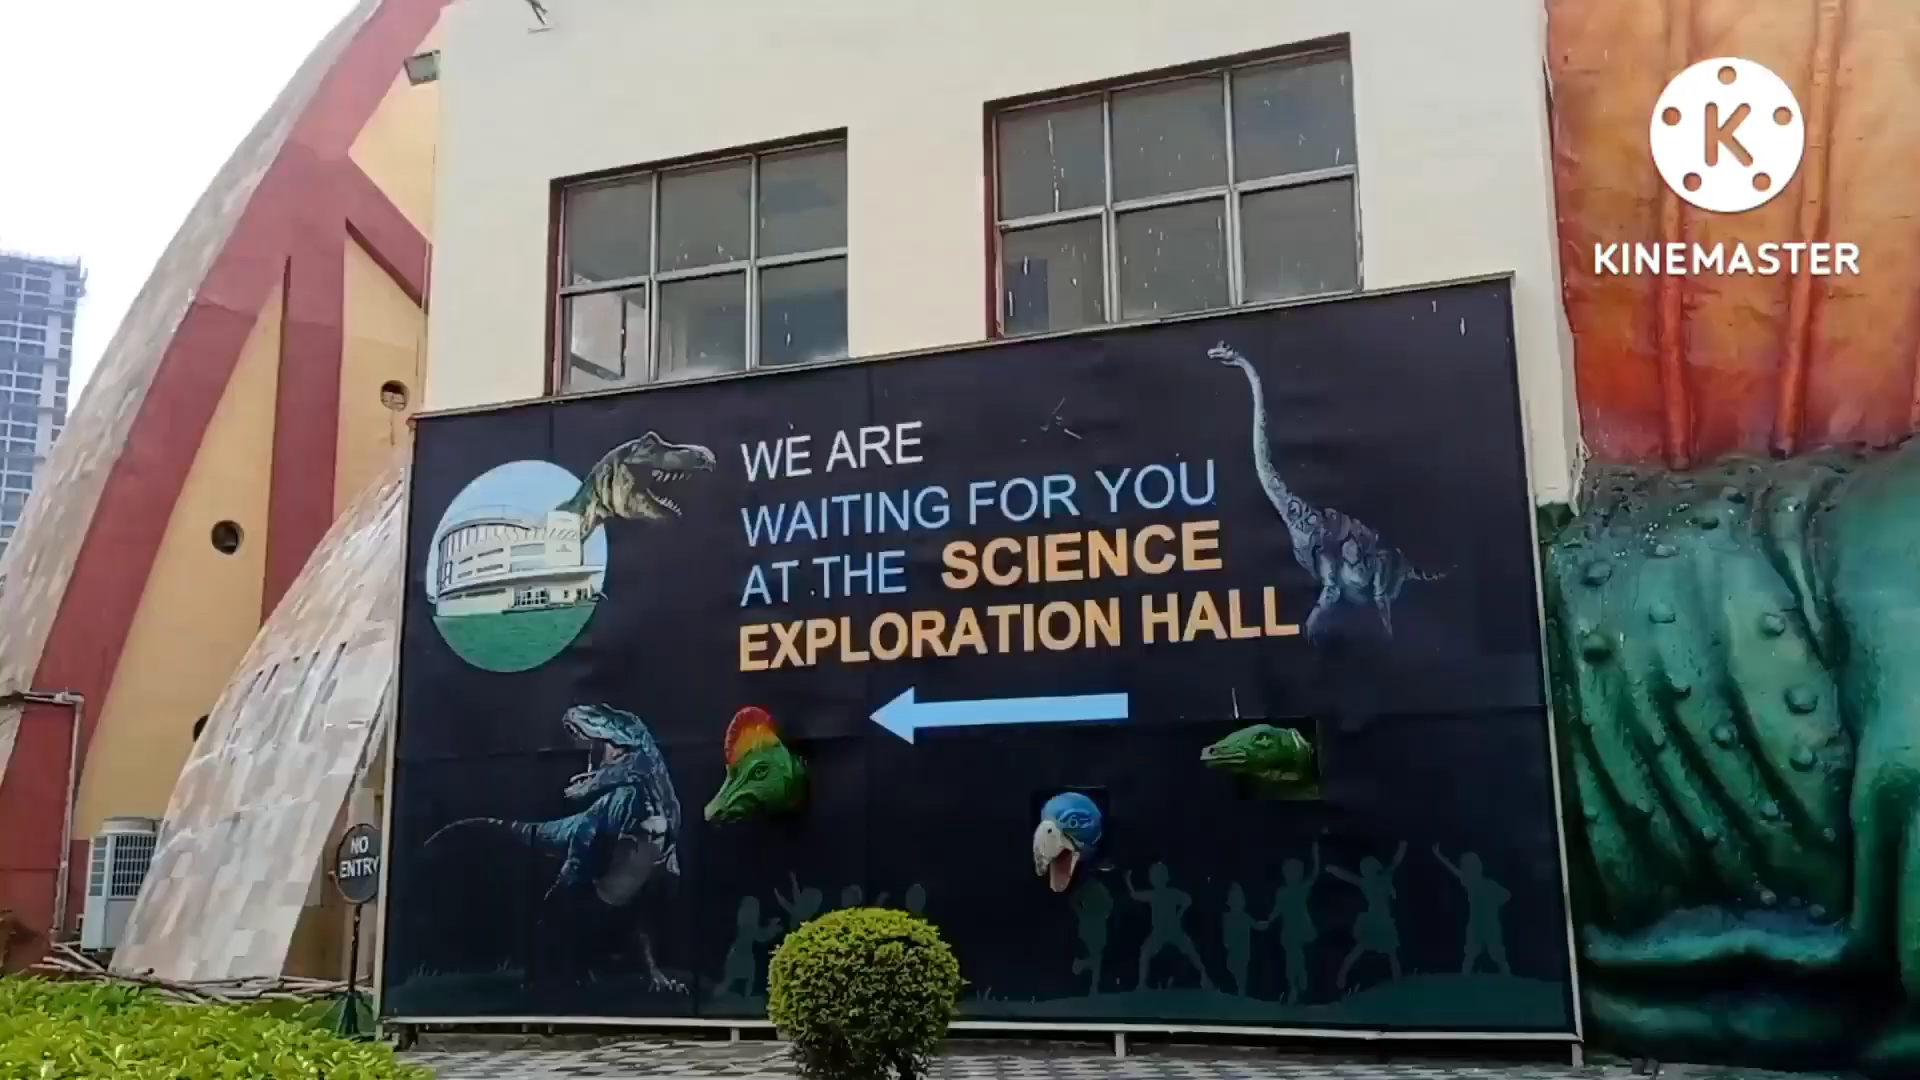 K
KINEMASTER
WE ARE
WAITING FOR YOU
AT THE SCIENCE
EXPLORATION HALL
NO
ENTRY